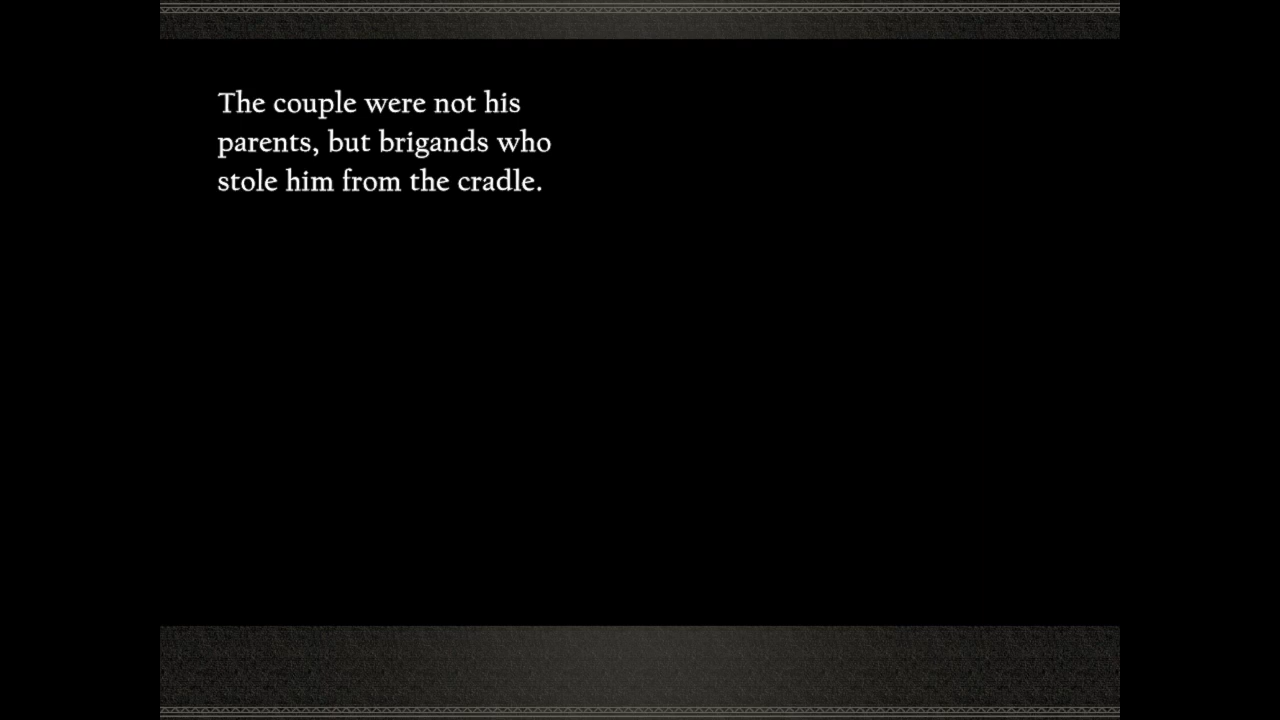 The couple were not his
parents, but brigands who
stole him from the cradle.